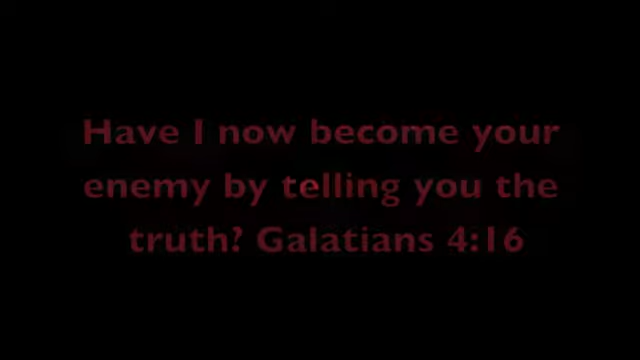 Have I now become your
enemy by telling you the
truth? Galatians 4:16